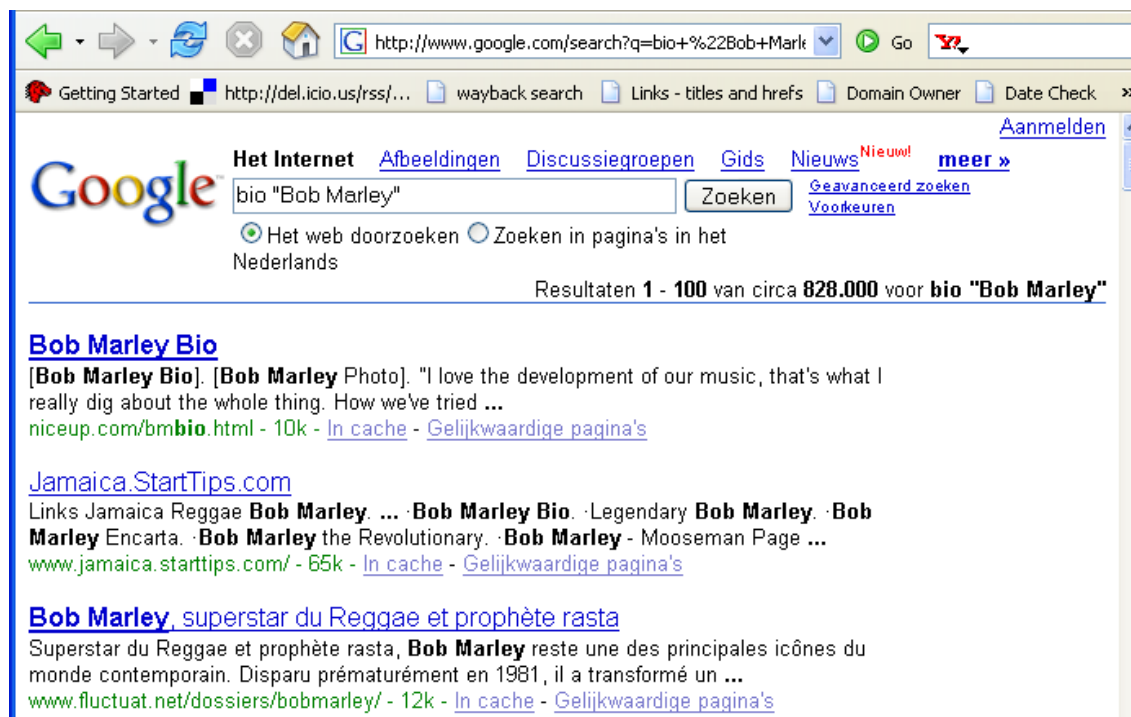 http://www.google.com/search?q=bio+%22Bob+Marle Go Y!
Getting Started http://del.icio.us/rss/... wayback search Links - titles and hrefs Domain Owner Date Check »
Aanmelden
Google™ Het Internet Afbeeldingen Discussiegroepen Gids Nieuws Nieuw! meer »
bio "Bob Marley" Zoeken Geavanceerd zoeken
Voorkeuren
Het web doorzoeken Zoeken in pagina's in het
Nederlands
Resultaten 1 - 100 van circa 828.000 voor bio "Bob Marley"
Bob Marley Bio
[Bob Marley Bio]. [Bob Marley Photo]. "I love the development of our music, that's what I
really dig about the whole thing. How we've tried ...
niceup.com/bmbio.html - 10k - In cache - Gelijkwaardige pagina's
Jamaica.StartTips.com
Links Jamaica Reggae Bob Marley. ... ·Bob Marley Bio. ·Legendary Bob Marley. ·Bob
Marley Encarta. ·Bob Marley the Revolutionary. ·Bob Marley - Mooseman Page ...
www.jamaica.starttips.com/ - 65k - In cache - Gelijkwaardige pagina's
Bob Marley, superstar du Reggae et prophète rasta
Superstar du Reggae et prophète rasta, Bob Marley reste une des principales icônes du
monde contemporain. Disparu prématurément en 1981, il a transformé un ...
www.fluctuat.net/dossiers/bobmarley/ - 12k - In cache - Gelijkwaardige pagina's